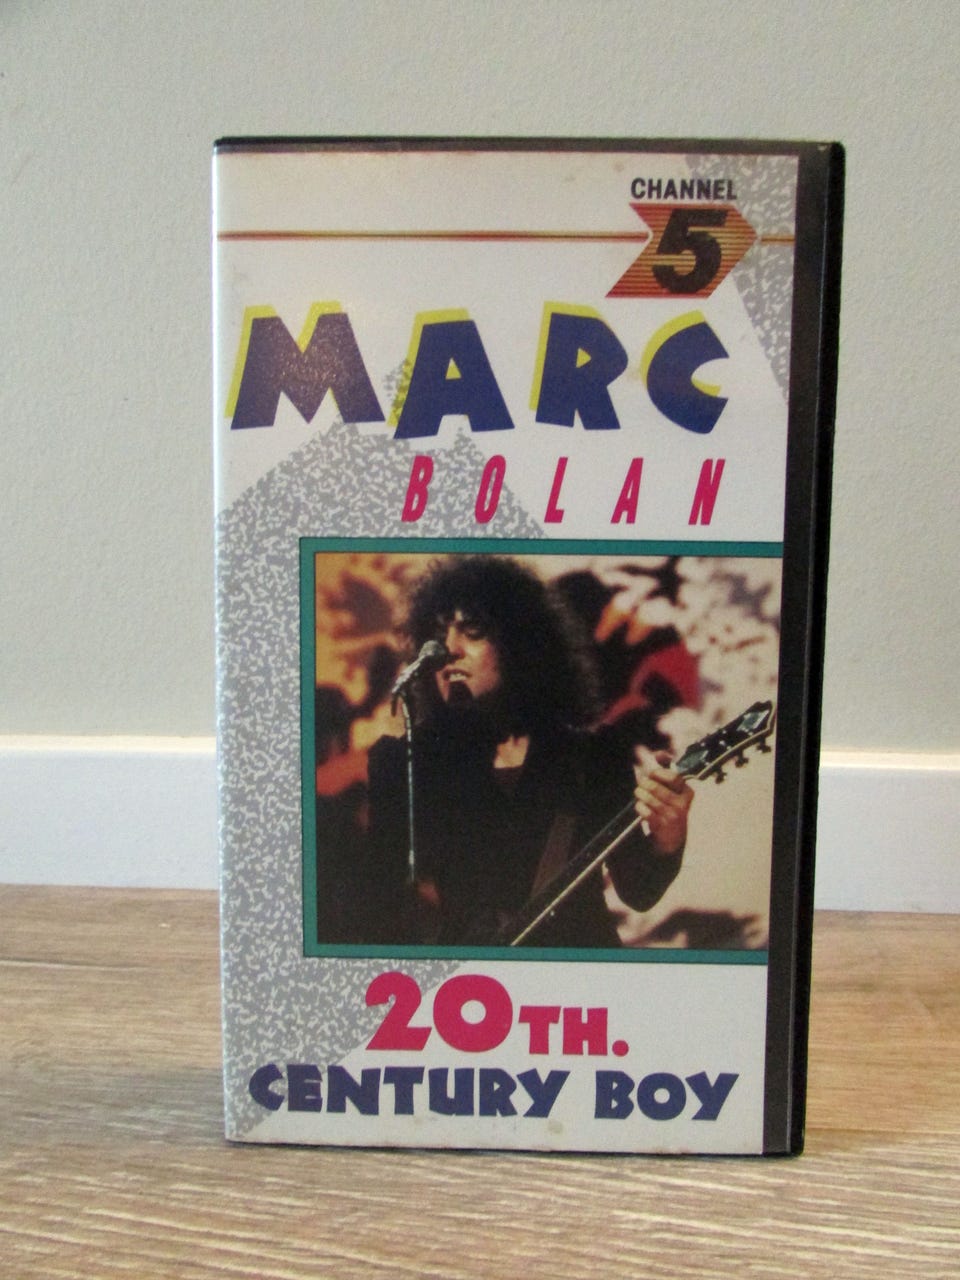 CHANNEL
5
MARC
BOLAN
20TH.
CENTURY BOY